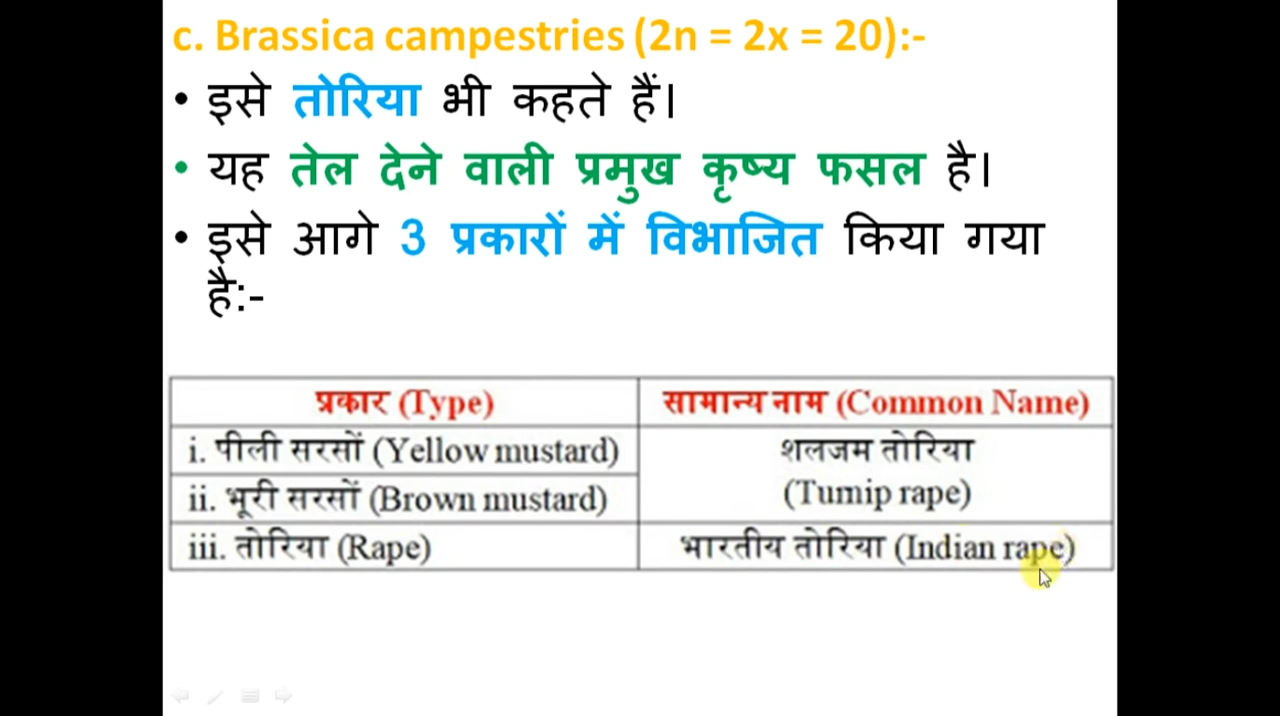 c. Brassica campestries (2n = 2x = 20):-
• इसे तोरिया भी कहते हैं।
• यह तेल देने वाली प्रमुख कृष्य फसल है।
• इसे आगे 3 प्रकारों में विभाजित किया गया
है:-
प्रकार (Type) सामान्य नाम (Common Name)
i. पीली सरसों (Yellow mustard) शलजम तोरिया
(Turnip rape)
ii. भूरी सरसों (Brown mustard)
iii. तोरिया (Rape) भारतीय तोरिया (Indian rape)